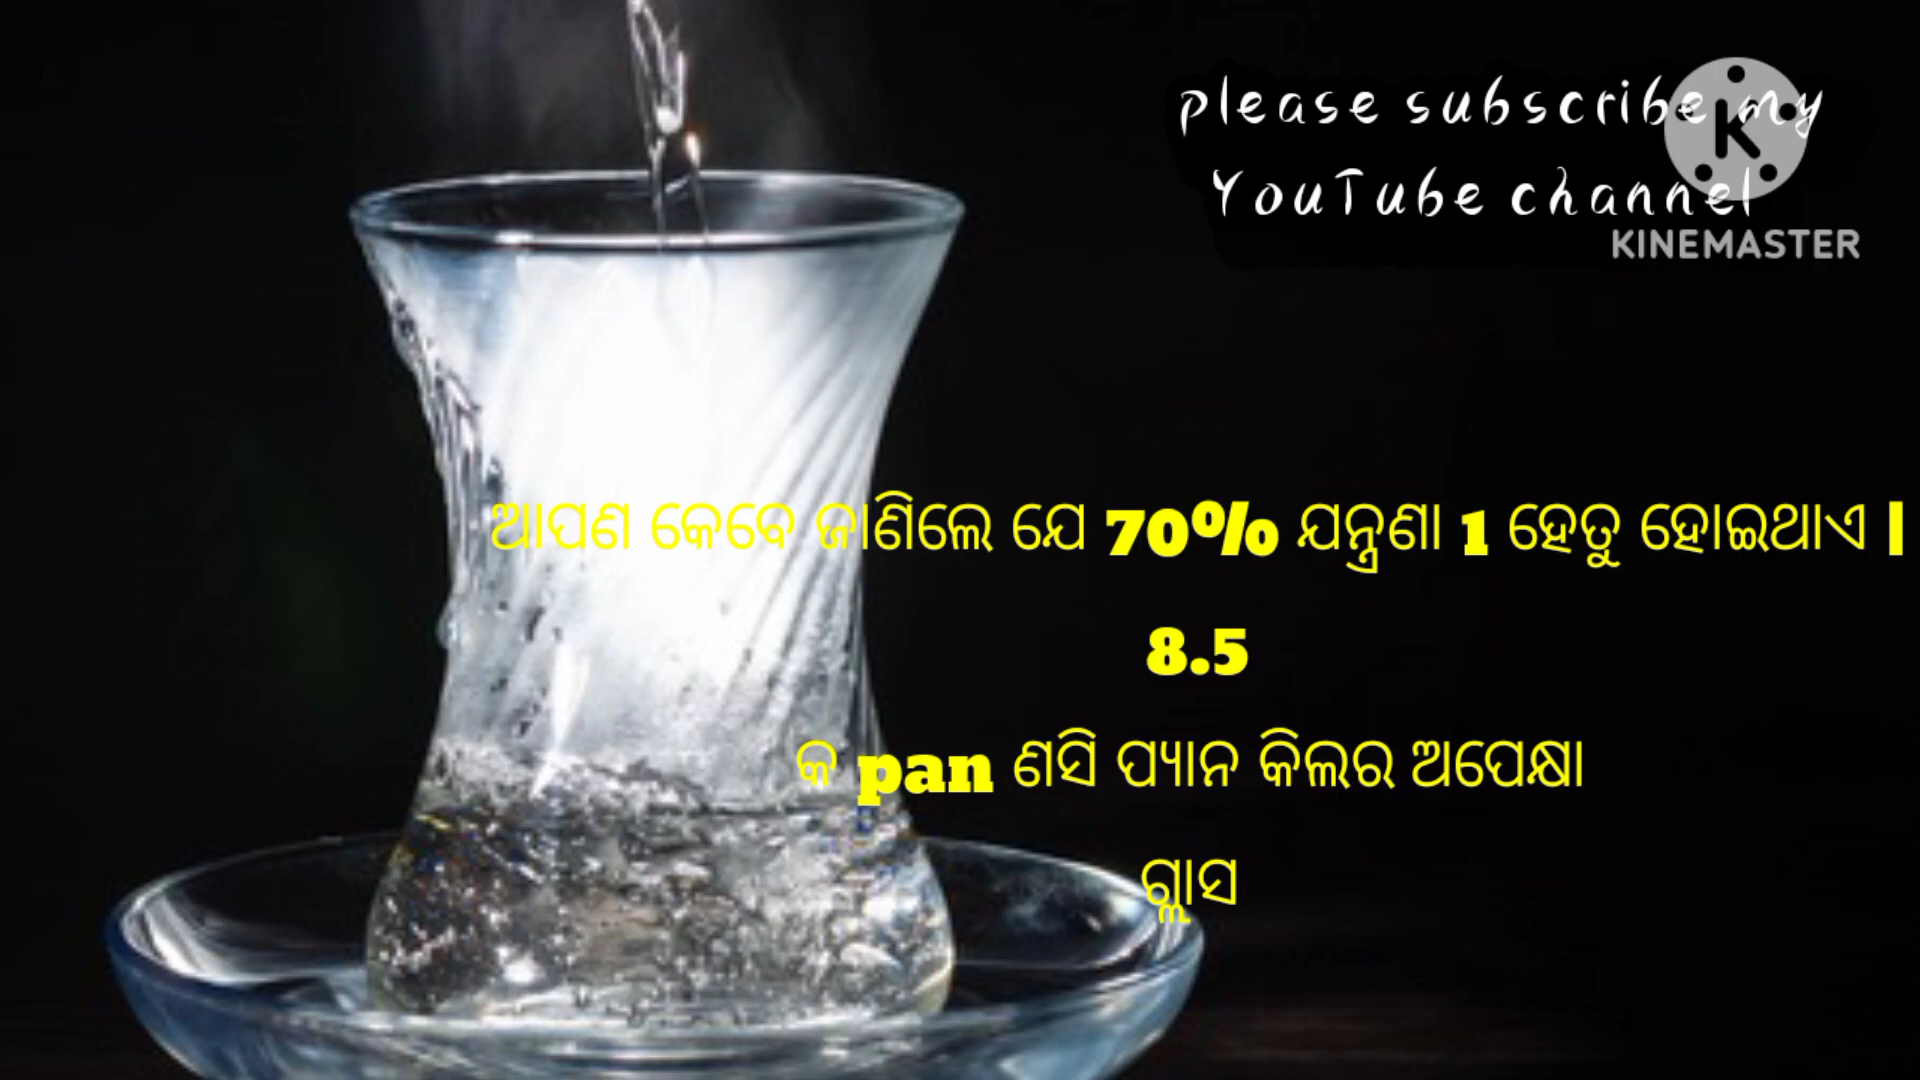 please subscribe my
YouTube channel
KINEMASTER
ଆପଣ କେବେ ଜାଣିଲେ ଯେ 70% ଯନ୍ତ୍ରଣା 1 ହେତୁ ହୋଇଥାଏ |
8.5
କ pan ଣସି ପ୍ୟାନ କିଲର ଅପେକ୍ଷା
ଗ୍ଲାସ